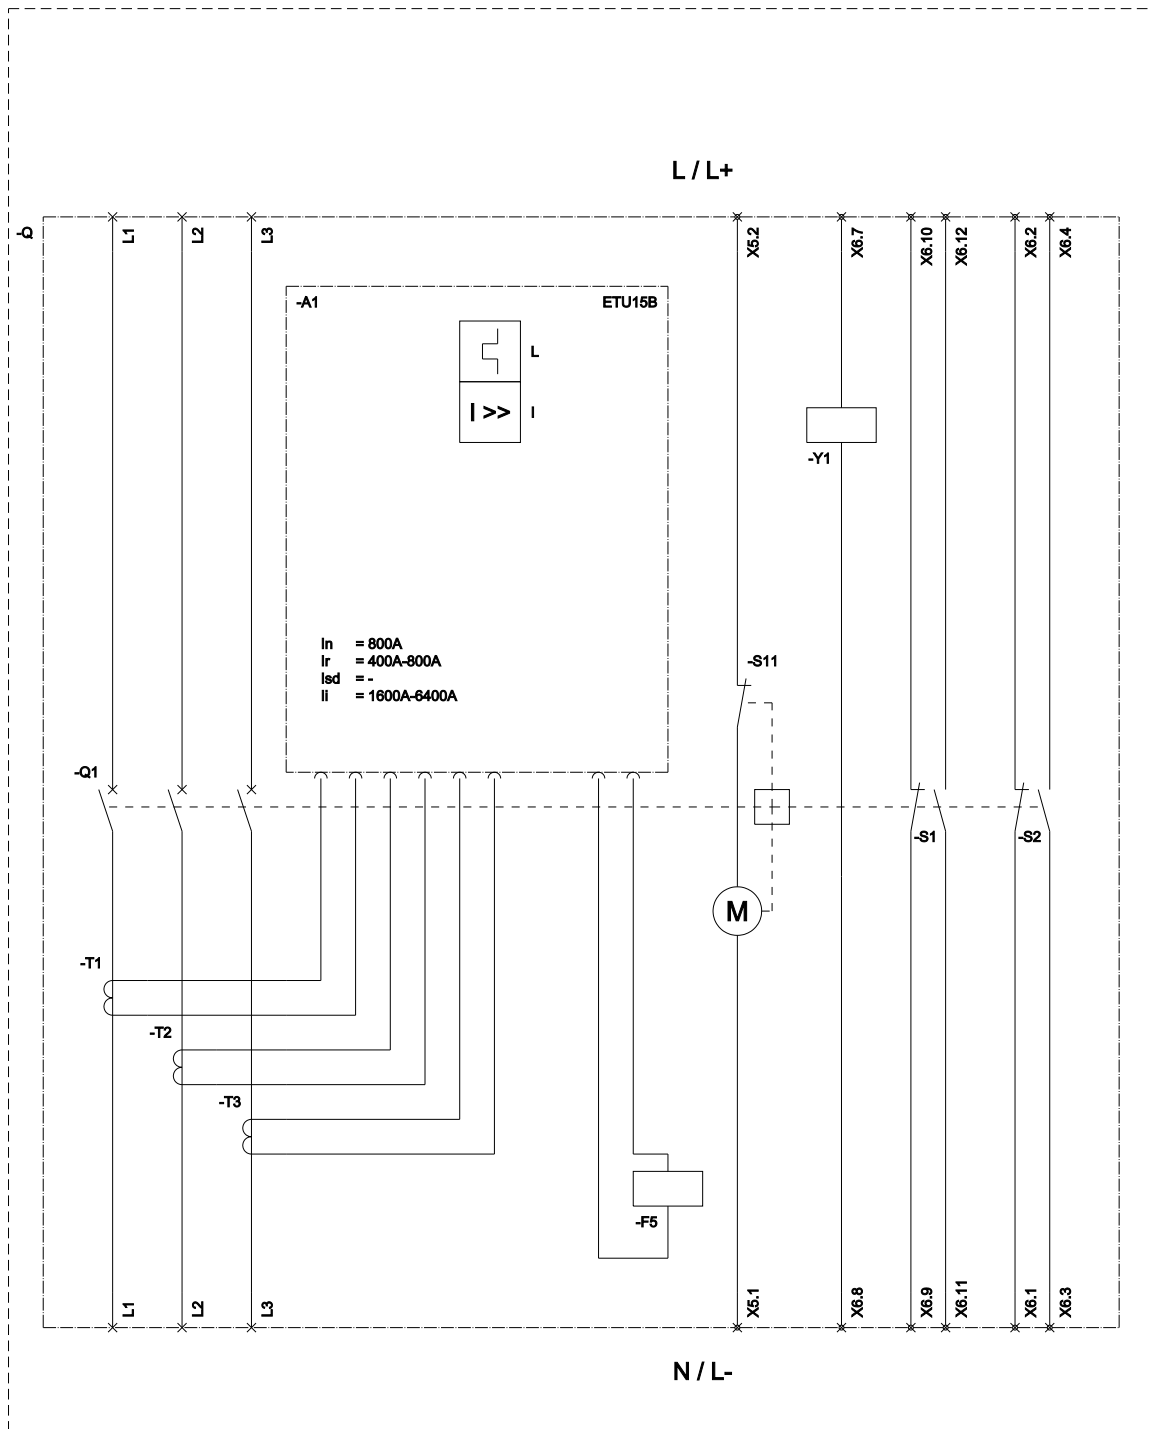 L / L+
-Q
L1
L2
L3
X5.2
X6.7
X6.10
X6.12
X6.2
X6.4
-A1
ETU15B
L
I >>
I
-Y1
In = 800A
Ir = 400A-800A
Isd = -
Ii = 1600A-6400A
-S11
-Q1
-S1
-S2
M
-T1
-T2
-T3
-F5
L1
L2
L3
X5.1
X6.8
X6.9
X6.11
X6.1
X6.3
N / L-